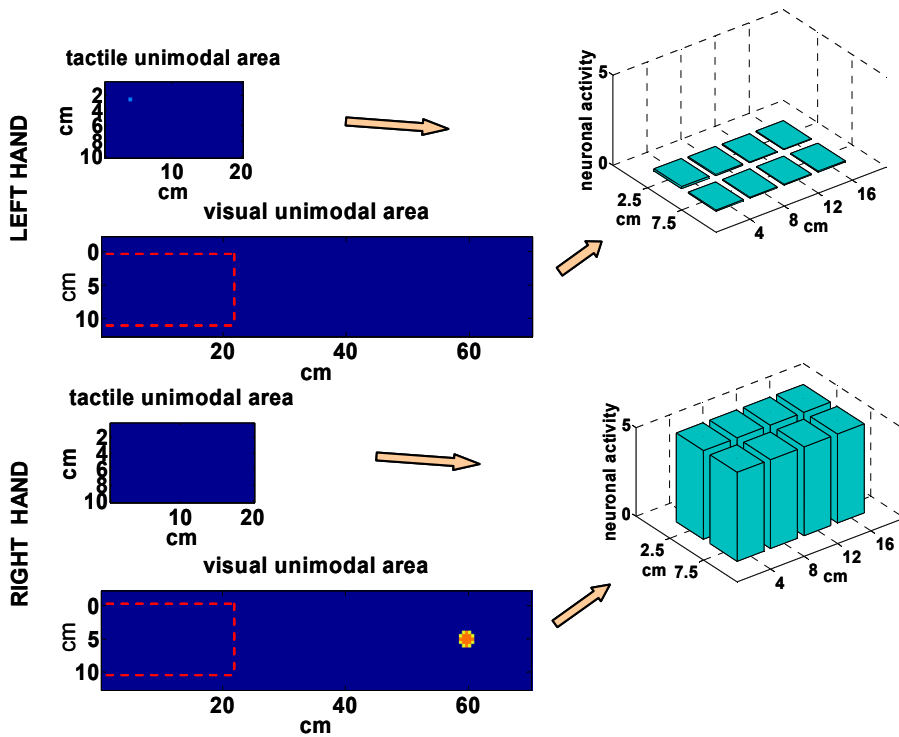 LEFT HAND
tactile unimodal area
cm
2
4
6
8
10
10 20
cm
visual unimodal area
cm
0
5
10
20 40 60
cm
neuronal activity
5
0
2.5
7.5
cm
4
8
12
16
cm
RIGHT HAND
tactile unimodal area
cm
2
4
6
8
10
10 20
cm
visual unimodal area
cm
0
5
10
20 40 60
cm
neuronal activity
5
0
2.5
7.5
cm
4
8
12
16
cm